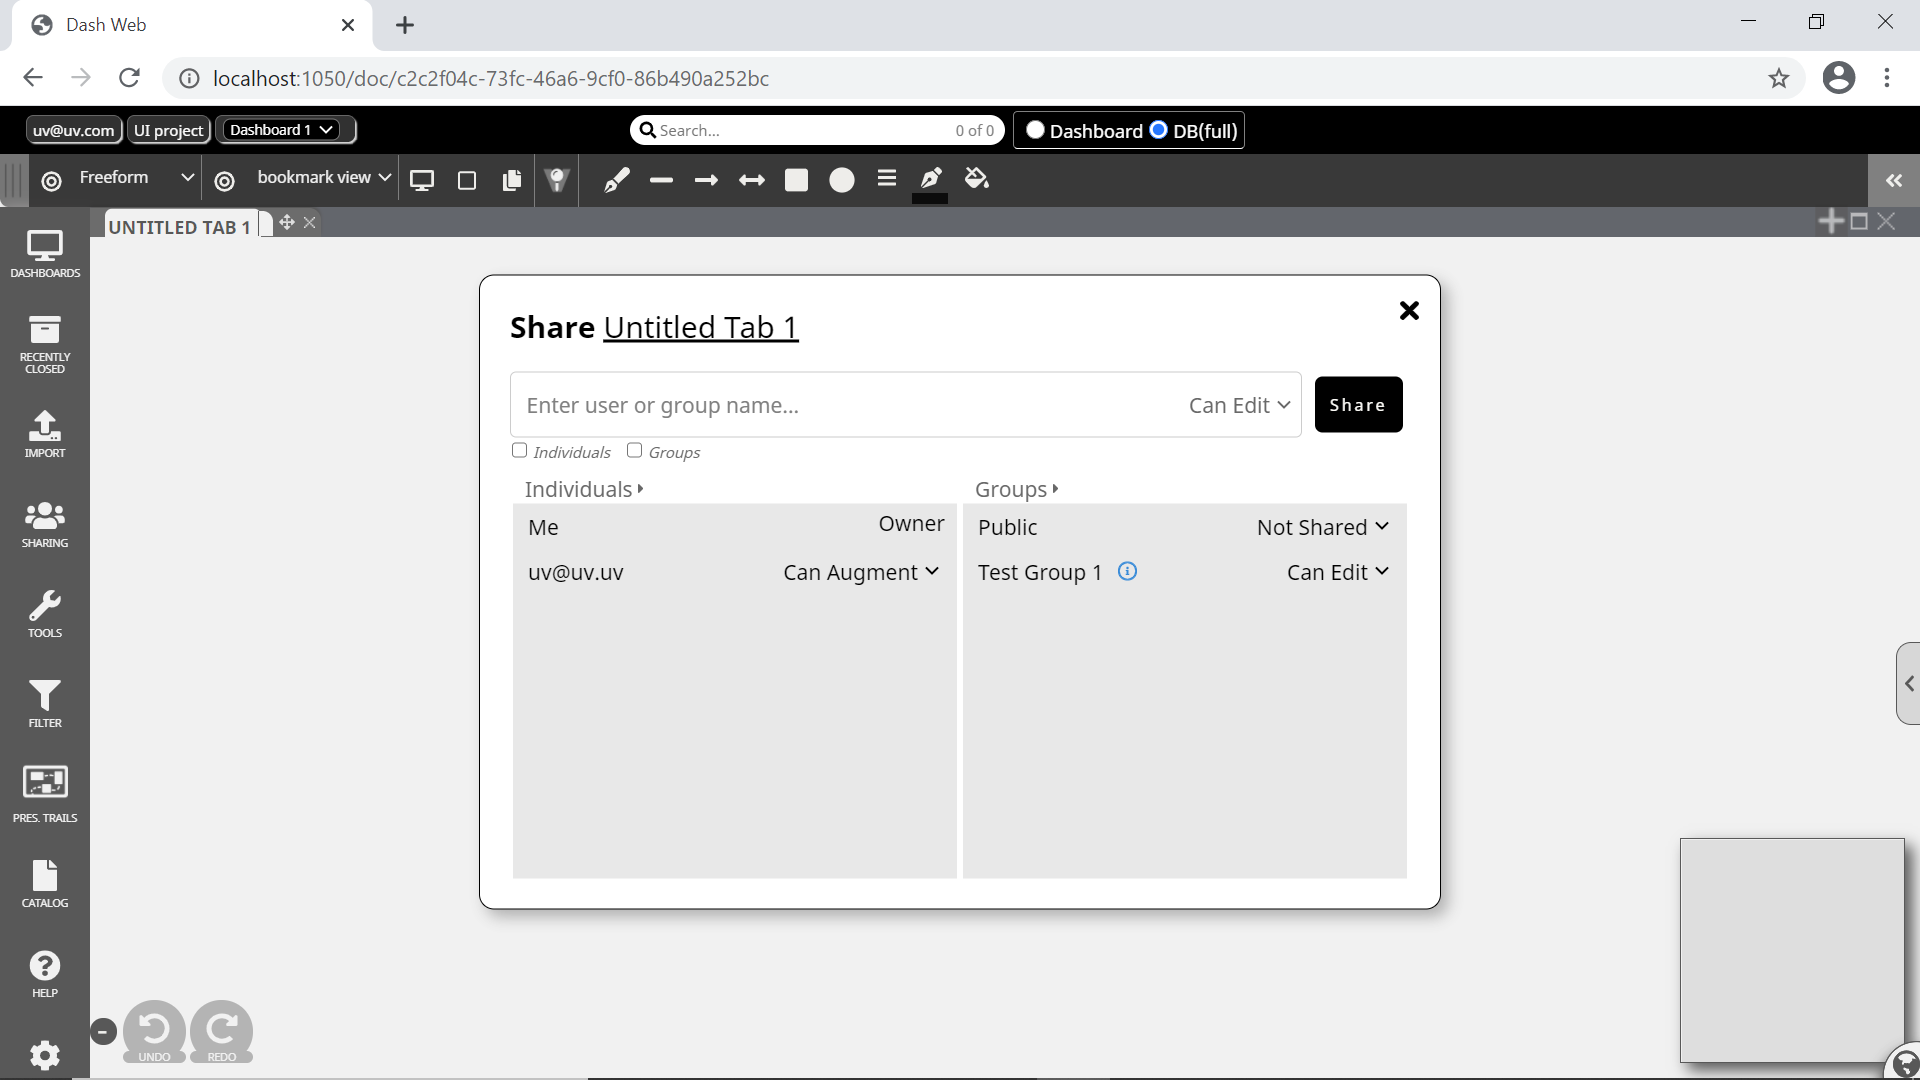 Dash Web
localhost:1050/doc/c2c2f04c-73fc-46a6-9cf0-86b490a252bc
uv@uv.com UI project Dashboard 1 Search... 0 of 0 Dashboard DB(full)
Freeform bookmark view
UNTITLED TAB 1
DASHBOARDS
RECENTLY
CLOSED
IMPORT
SHARING
TOOLS
FILTER
PRES. TRAILS
CATALOG
HELP
Share Untitled Tab 1
Enter user or group name... Can Edit Share
Individuals Groups
Individuals Groups
Me Owner Public Not Shared
uv@uv.uv Can Augment Test Group 1 Can Edit
UNDO REDO